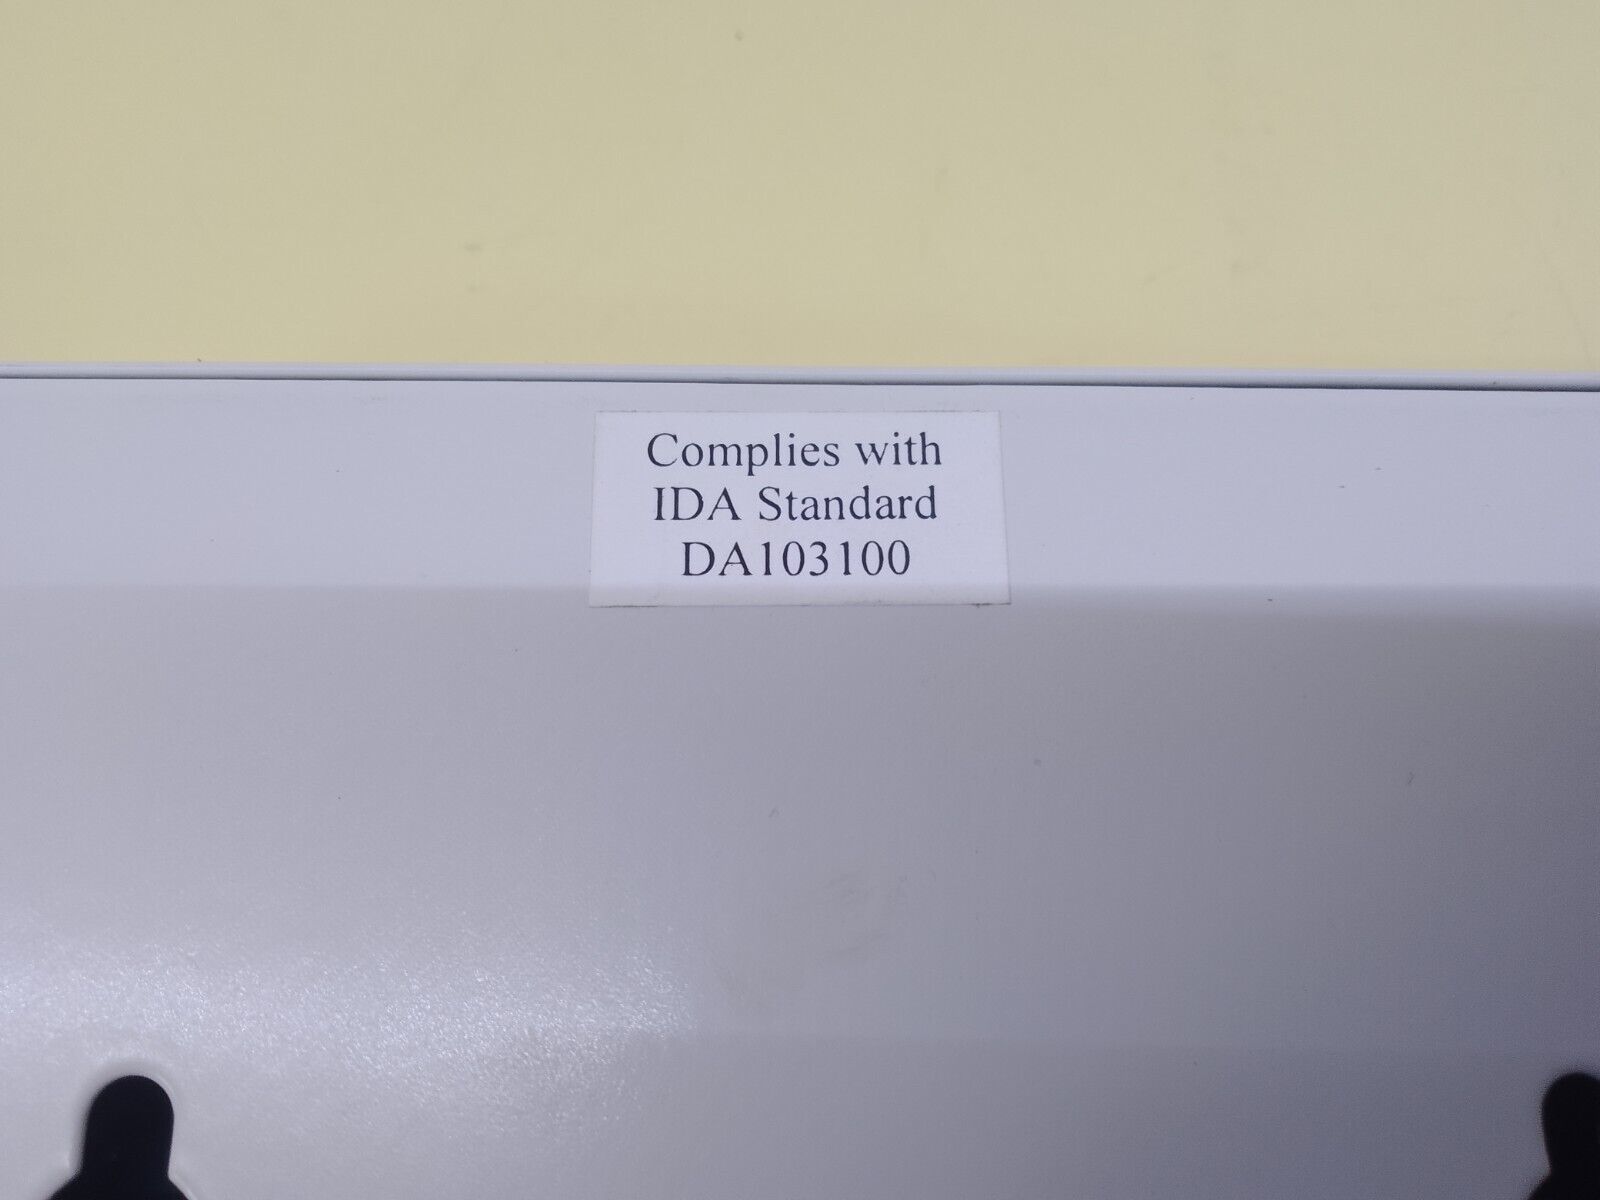 Complies with
IDA Standard
DA103100